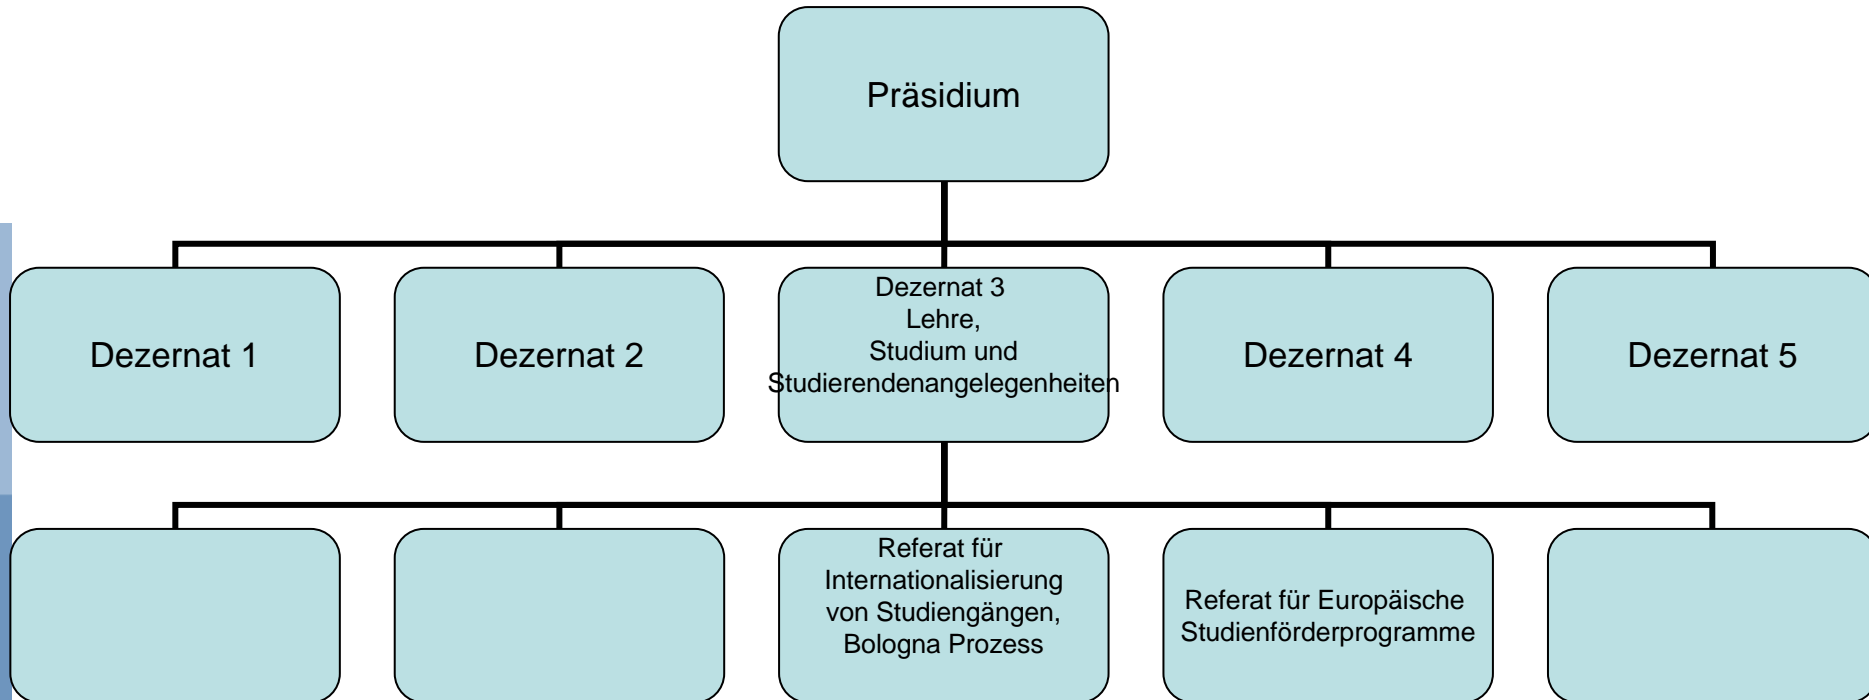 Präsidium
Dezernat 1
Dezernat 2
Dezernat 3
Lehre,
Studium und
Studierendenangelegenheiten
Dezernat 4
Dezernat 5
Referat für
Internationalisierung
von Studiengängen,
Bologna Prozess
Referat für Europäische
Studienförderprogramme